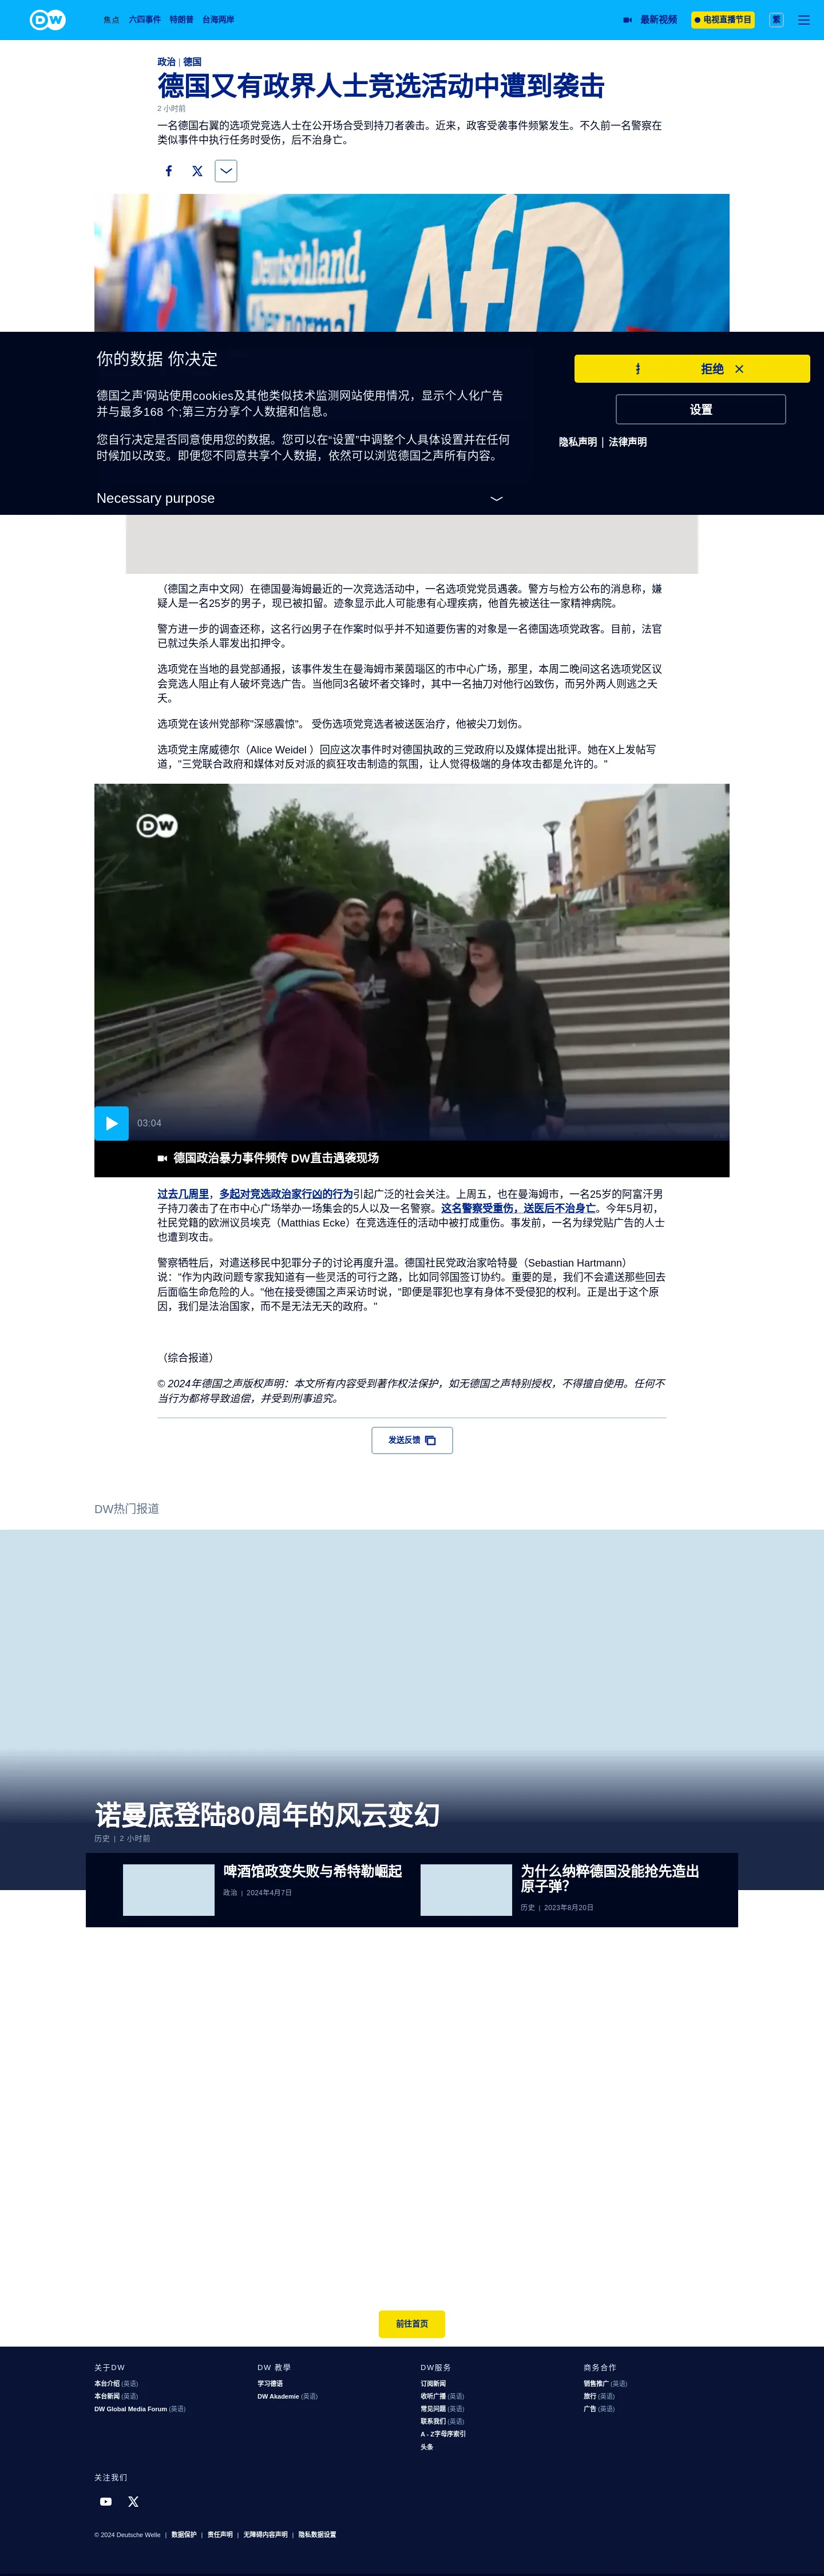 DW
焦点 六四事件 特朗普 台海两岸
最新视频 电视直播节目 繁
政治 | 德国
德国又有政界人士竞选活动中遭到袭击
2 小时前
一名德国右翼的选项党竞选人士在公开场合受到持刀者袭击。近来，政客受袭事件频繁发生。不久前一名警察在
类似事件中执行任务时受伤，后不治身亡。
Deutschland.
AfD
你的数据 你决定
德国之声'网站使用cookies及其他类似技术监测网站使用情况，显示个人化广告
并与最多168 个;第三方分享个人数据和信息。
您自行决定是否同意使用您的数据。您可以在“设置”中调整个人具体设置并在任何
时候加以改变。即便您不同意共享个人数据，依然可以浏览德国之声所有内容。
Necessary purpose
拒绝
设置
隐私声明 | 法律声明
（德国之声中文网）在德国曼海姆最近的一次竞选活动中，一名选项党党员遇袭。警方与检方公布的消息称，嫌
疑人是一名25岁的男子，现已被扣留。迹象显示此人可能患有心理疾病，他首先被送往一家精神病院。
警方进一步的调查还称，这名行凶男子在作案时似乎并不知道要伤害的对象是一名德国选项党政客。目前，法官
已就过失杀人罪发出扣押令。
选项党在当地的县党部通报，该事件发生在曼海姆市莱茵瑙区的市中心广场，那里，本周二晚间这名选项党区议
会竞选人阻止有人破坏竞选广告。当他同3名破坏者交锋时，其中一名抽刀对他行凶致伤，而另外两人则逃之夭
夭。
选项党在该州党部称"深感震惊"。 受伤选项党竞选者被送医治疗，他被尖刀划伤。
选项党主席威德尔（Alice Weidel ）回应这次事件时对德国执政的三党政府以及媒体提出批评。她在X上发帖写
道，"三党联合政府和媒体对反对派的疯狂攻击制造的氛围，让人觉得极端的身体攻击都是允许的。"
DW
03:04
德国政治暴力事件频传 DW直击遇袭现场
过去几周里，多起对竞选政治家行凶的行为引起广泛的社会关注。上周五，也在曼海姆市，一名25岁的阿富汗男
子持刀袭击了在市中心广场举办一场集会的5人以及一名警察。这名警察受重伤，送医后不治身亡。今年5月初，
社民党籍的欧洲议员埃克（Matthias Ecke）在竞选连任的活动中被打成重伤。事发前，一名为绿党贴广告的人士
也遭到攻击。
警察牺牲后，对遣送移民中犯罪分子的讨论再度升温。德国社民党政治家哈特曼（Sebastian Hartmann）
说："作为内政问题专家我知道有一些灵活的可行之路，比如同邻国签订协约。重要的是，我们不会遣送那些回去
后面临生命危险的人。"他在接受德国之声采访时说，"即便是罪犯也享有身体不受侵犯的权利。正是出于这个原
因，我们是法治国家，而不是无法无天的政府。"
（综合报道）
© 2024年德国之声版权声明：本文所有内容受到著作权法保护，如无德国之声特别授权，不得擅自使用。任何不
当行为都将导致追偿，并受到刑事追究。
发送反馈
DW热门报道
诺曼底登陆80周年的风云变幻
历史 | 2 小时前
啤酒馆政变失败与希特勒崛起
政治 | 2024年4月7日
为什么纳粹德国没能抢先造出
原子弹？
历史 | 2023年8月20日
前往首页
关于DW
本台介绍 (英语)
本台新闻 (英语)
DW Global Media Forum (英语)
DW 教學
学习德语
DW Akademie (英语)
DW服务
订阅新闻
收听广播 (英语)
常见问题 (英语)
联系我们 (英语)
A - Z字母序索引
头条
商务合作
销售推广 (英语)
旅行 (英语)
广告 (英语)
关注我们
© 2024 Deutsche Welle | 数据保护 | 责任声明 | 无障碍内容声明 | 隐私数据设置